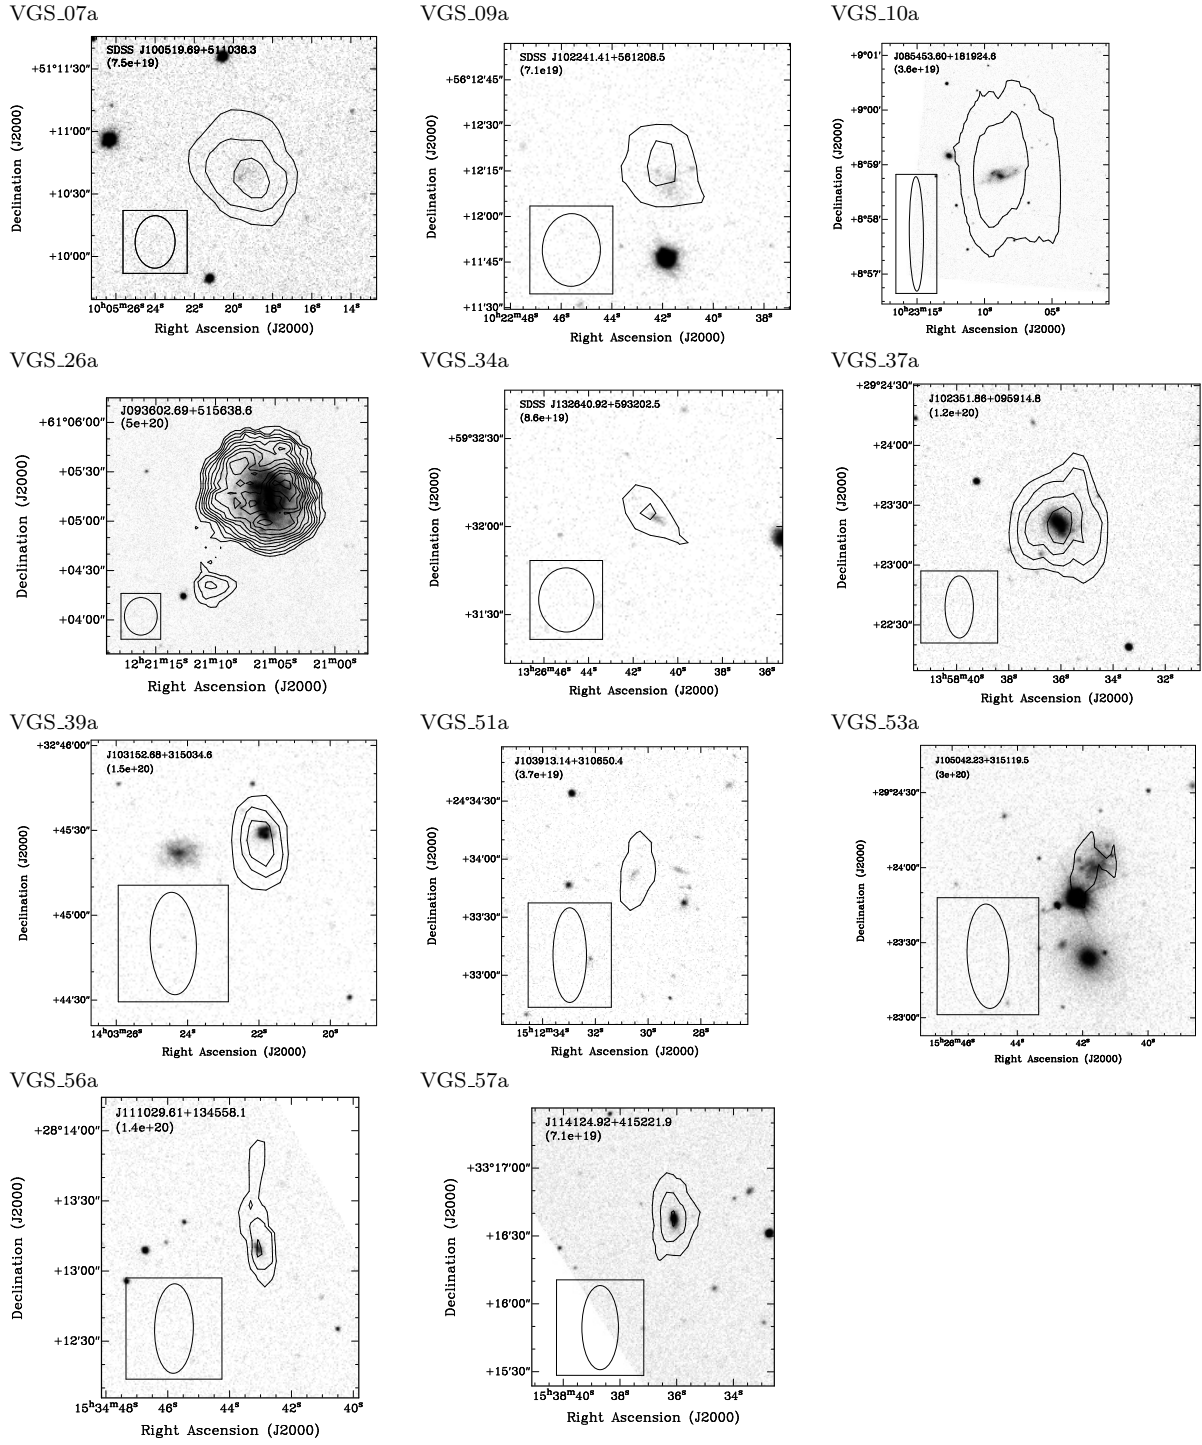 VGS_07a
SDSS J100519.69+511038.3
(7.5e+19)
+51°11'30"
+11'00"
+10'30"
+10'00"
10ʰ05ᵐ26ˢ 24ˢ 22ˢ 20ˢ 18ˢ 16ˢ 14ˢ
Right Ascension (J2000)
Declination (J2000)
VGS_09a
SDSS J102241.41+561208.5
(7.1e19)
+56°12'45"
+12'30"
+12'15"
+12'00"
+11'45"
+11'30"
10ʰ22ᵐ48ˢ 46ˢ 44ˢ 42ˢ 40ˢ 38ˢ
Right Ascension (J2000)
Declination (J2000)
VGS_10a
J085453.60+181924.6
(3.6e+19)
+9°01'
+9°00'
+8°59'
+8°58'
+8°57'
10ʰ23ᵐ15ˢ 10ˢ 05ˢ
Right Ascension (J2000)
Declination (J2000)
VGS_26a
J093602.69+515638.6
(5e+20)
+61°06'00"
+05'30"
+05'00"
+04'30"
+04'00"
12ʰ21ᵐ15ˢ 21ᵐ10ˢ 21ᵐ05ˢ 21ᵐ00ˢ
Right Ascension (J2000)
Declination (J2000)
VGS_34a
SDSS J132640.92+593202.5
(8.6e+19)
+59°32'30"
+32'00"
+31'30"
13ʰ26ᵐ46ˢ 44ˢ 42ˢ 40ˢ 38ˢ 36ˢ
Right Ascension (J2000)
Declination (J2000)
VGS_37a
J102351.86+095914.8
(1.2e+20)
+29°24'30"
+24'00"
+23'30"
+23'00"
+22'30"
13ʰ58ᵐ40ˢ 38ˢ 36ˢ 34ˢ 32ˢ
Right Ascension (J2000)
Declination (J2000)
VGS_39a
J103152.68+315034.6
(1.5e+20)
+32°46'00"
+45'30"
+45'00"
+44'30"
14ʰ03ᵐ26ˢ 24ˢ 22ˢ 20ˢ
Right Ascension (J2000)
Declination (J2000)
VGS_51a
J103913.14+310650.4
(3.7e+19)
+24°34'30"
+34'00"
+33'30"
+33'00"
15ʰ12ᵐ34ˢ 32ˢ 30ˢ 28ˢ
Right Ascension (J2000)
Declination (J2000)
VGS_53a
J105042.23+315119.5
(3e+20)
+29°24'30"
+24'00"
+23'30"
+23'00"
15ʰ26ᵐ46ˢ 44ˢ 42ˢ 40ˢ
Right Ascension (J2000)
Declination (J2000)
VGS_56a
J111029.61+134558.1
(1.4e+20)
+28°14'00"
+13'30"
+13'00"
+12'30"
15ʰ34ᵐ48ˢ 46ˢ 44ˢ 42ˢ 40ˢ
Right Ascension (J2000)
Declination (J2000)
VGS_57a
J114124.92+415221.9
(7.1e+19)
+33°17'00"
+16'30"
+16'00"
+15'30"
15ʰ38ᵐ40ˢ 38ˢ 36ˢ 34ˢ
Right Ascension (J2000)
Declination (J2000)